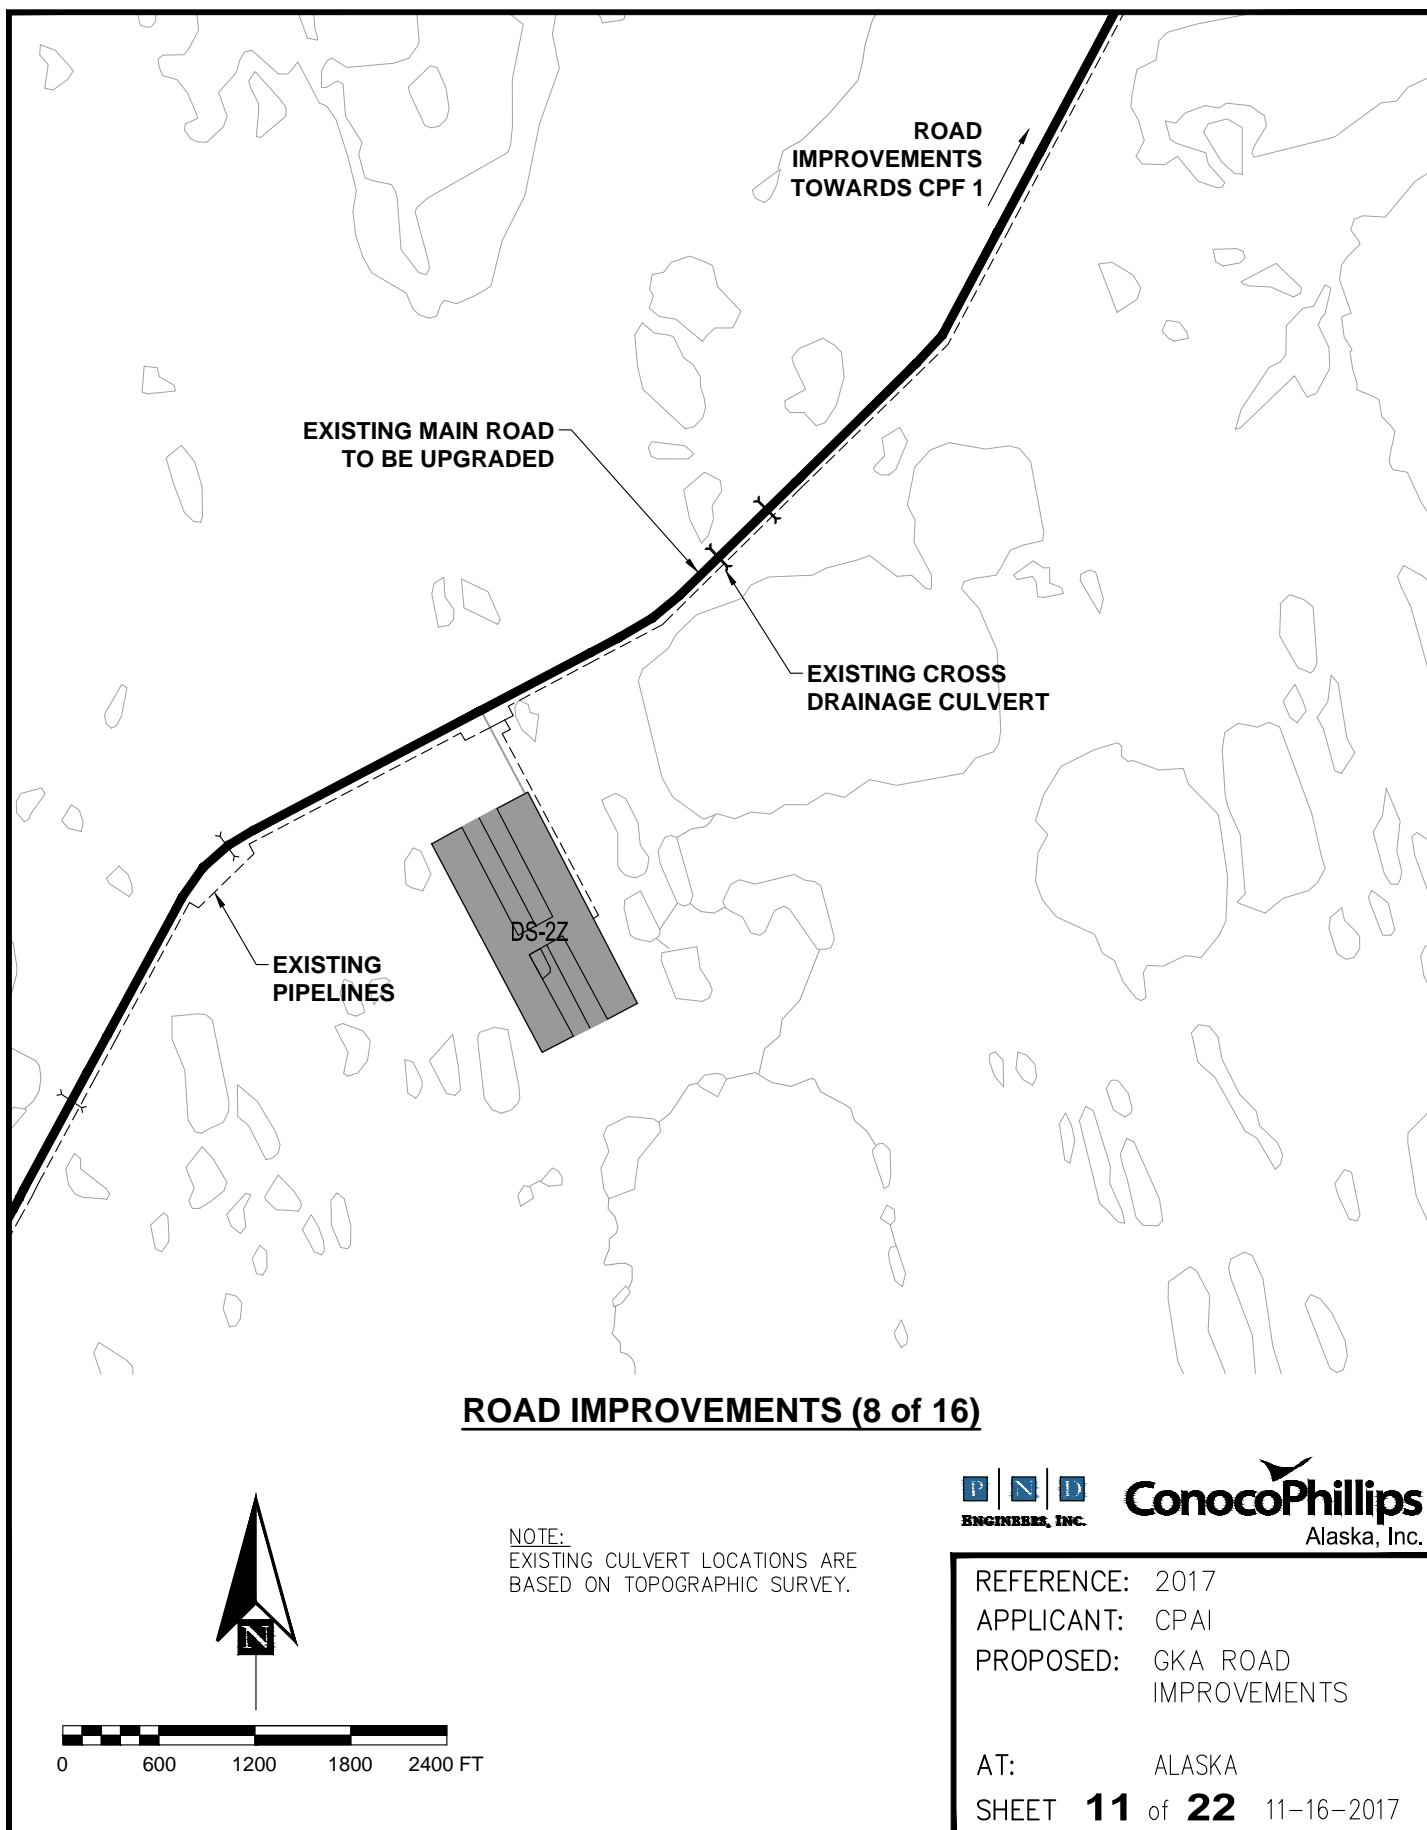 ROAD
IMPROVEMENTS
TOWARDS CPF 1
EXISTING MAIN ROAD
TO BE UPGRADED
EXISTING CROSS
DRAINAGE CULVERT
DS-2Z
EXISTING
PIPELINES
ROAD IMPROVEMENTS (8 of 16)
P N D
ENGINEERS, INC.
ConocoPhillips
Alaska, Inc.
NOTE:
EXISTING CULVERT LOCATIONS ARE
BASED ON TOPOGRAPHIC SURVEY.
N
0 600 1200 1800 2400 FT
REFERENCE: 2017
APPLICANT: CPAI
PROPOSED: GKA ROAD
IMPROVEMENTS
AT: ALASKA
SHEET 11 of 22 11-16-2017